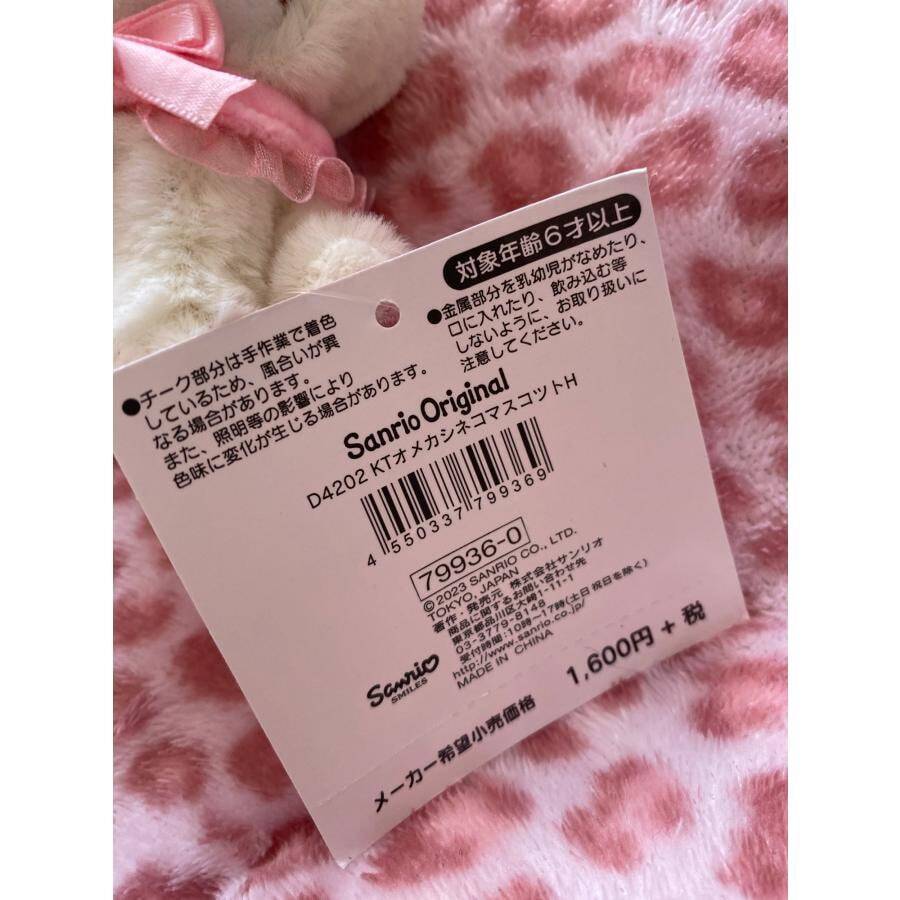 対象年齢6才以上
●金属部分を乳幼児がなめたり、
口に入れたり、飲み込む等
しないように、お取り扱いに
注意してください。
●チーク部分は手作業で着色
しているため、風合いが異
なる場合があります。
また、照明等の影響により
色味に変化が生じる場合があります。
Sanrio Original
D4202 KTオメカシネコマスコットH
4 550337 799369
79936-0
©2023 SANRIO CO., LTD.
TOKYO, JAPAN
著作・発売元 株式会社サンリオ
商品に関するお問い合わせ先
東京都品川区大崎1-11-1
03-3779-8148
受付時間:10時〜17時(土日祝日を除く)
http://www.sanrio.co.jp/
MADE IN CHINA
Sanrio
SMILES
メーカー希望小売価格 1,600円 + 税